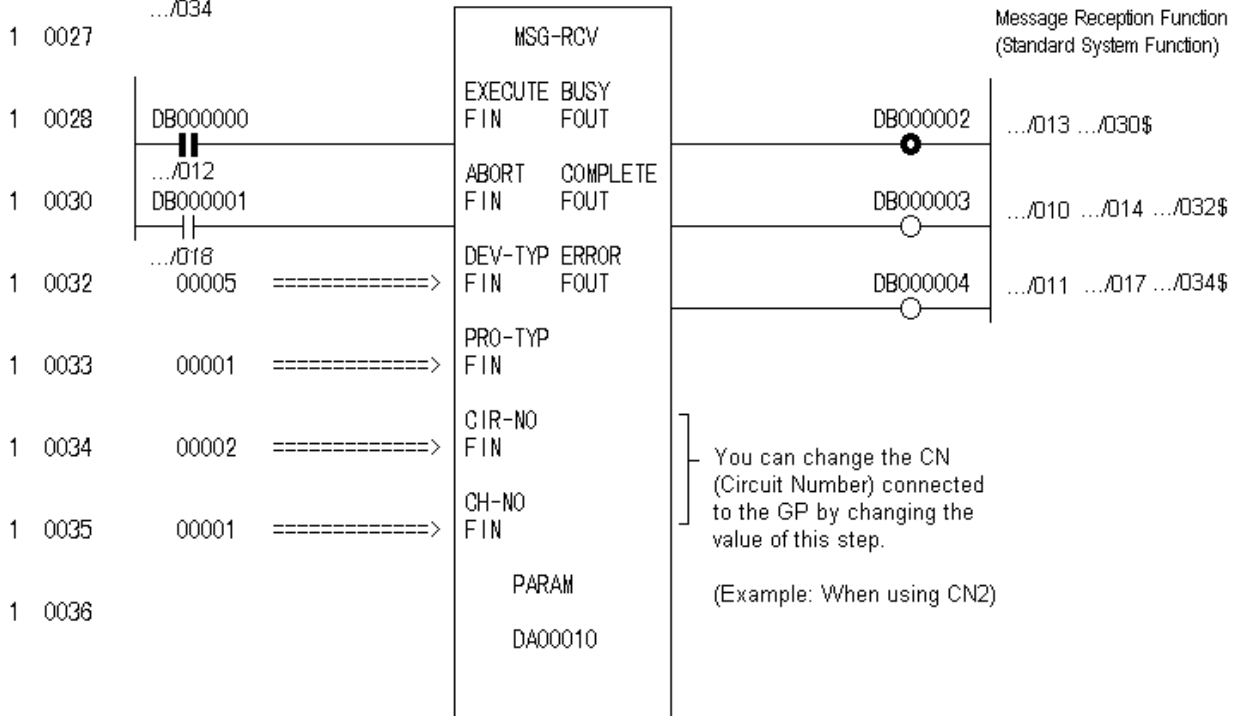 .../034
1 0027 MSG-RCV Message Reception Function
(Standard System Function)
EXECUTE BUSY
1 0028 DB000000 FIN FOUT DB000002 .../013 .../030$
.../012 ABORT COMPLETE
1 0030 DB000001 FIN FOUT DB000003 .../010 .../014 .../032$
.../018 DEV-TYP ERROR
1 0032 00005 ============> FIN FOUT DB000004 .../011 .../017 .../034$
PRO-TYP
1 0033 00001 ============> FIN
CIR-NO
1 0034 00002 ============> FIN
CH-NO
1 0035 00001 ============> FIN
You can change the CN
(Circuit Number) connected
to the GP by changing the
value of this step.
(Example: When using CN2)
PARAM
1 0036
DA00010